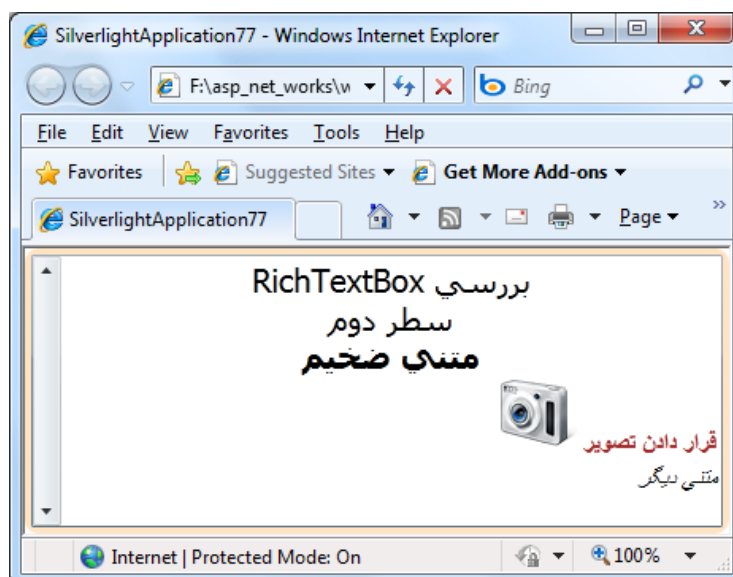 SilverlightApplication77 - Windows Internet Explorer
F:\asp_net_works\w
Bing
File Edit View Favorites Tools Help
Favorites Suggested Sites Get More Add-ons
SilverlightApplication77 Page
بررسي RichTextBox
سطر دوم
متني ضخيم
قرار دادن تصوير
متني ديگر
Internet | Protected Mode: On 100%